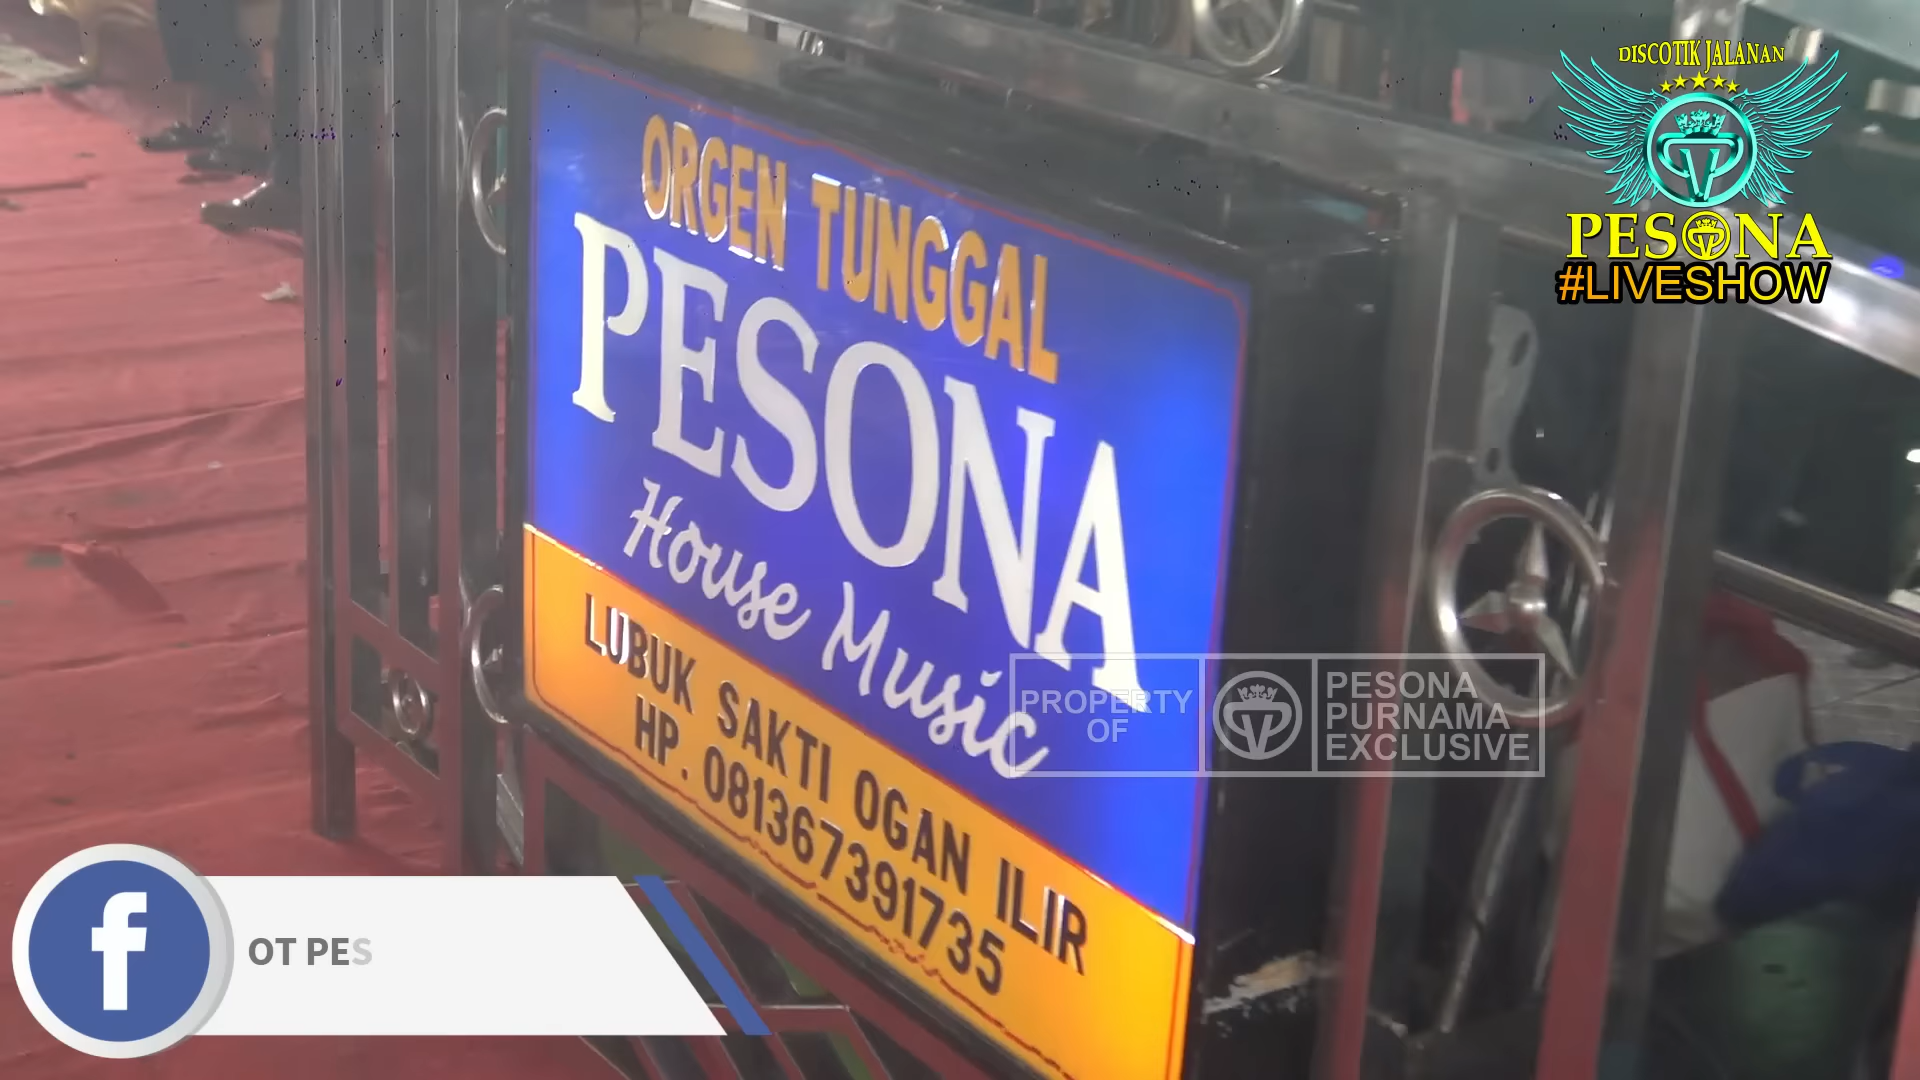 DISCOTIK JALANAN
PESONA
#LIVESHOW
ORGEN TUNGGAL
PESONA
House Music
LUBUK SAKTI OGAN ILIR
HP. 081367391735
PROPERTY
OF
PESONA
PURNAMA
EXCLUSIVE
f
OT PES